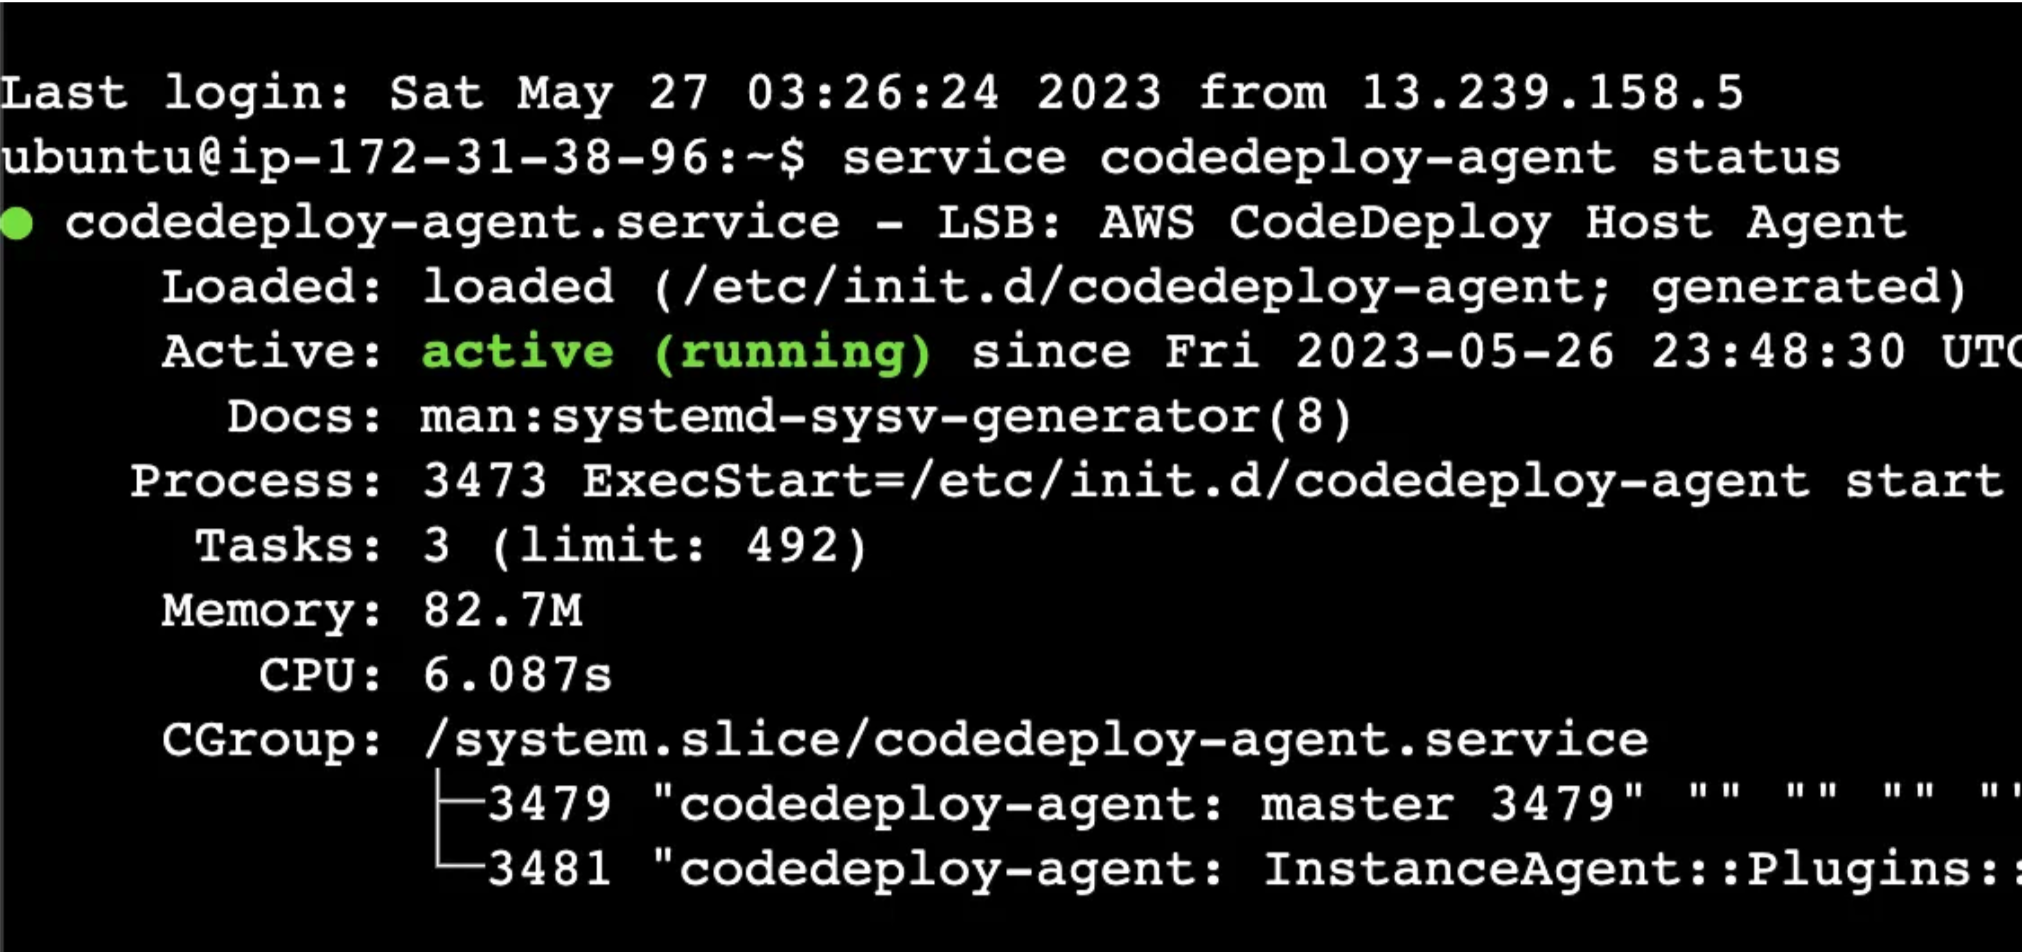 Last login: Sat May 27 03:26:24 2023 from 13.239.158.5
ubuntu@ip-172-31-38-96:~$ service codedeploy-agent status
● codedeploy-agent.service - LSB: AWS CodeDeploy Host Agent
Loaded: loaded (/etc/init.d/codedeploy-agent; generated)
Active: active (running) since Fri 2023-05-26 23:48:30 UTC
Docs: man:systemd-sysv-generator(8)
Process: 3473 ExecStart=/etc/init.d/codedeploy-agent start
Tasks: 3 (limit: 492)
Memory: 82.7M
CPU: 6.087s
CGroup: /system.slice/codedeploy-agent.service
├─3479 "codedeploy-agent: master 3479" "" "" "" ""
└─3481 "codedeploy-agent: InstanceAgent::Plugins::